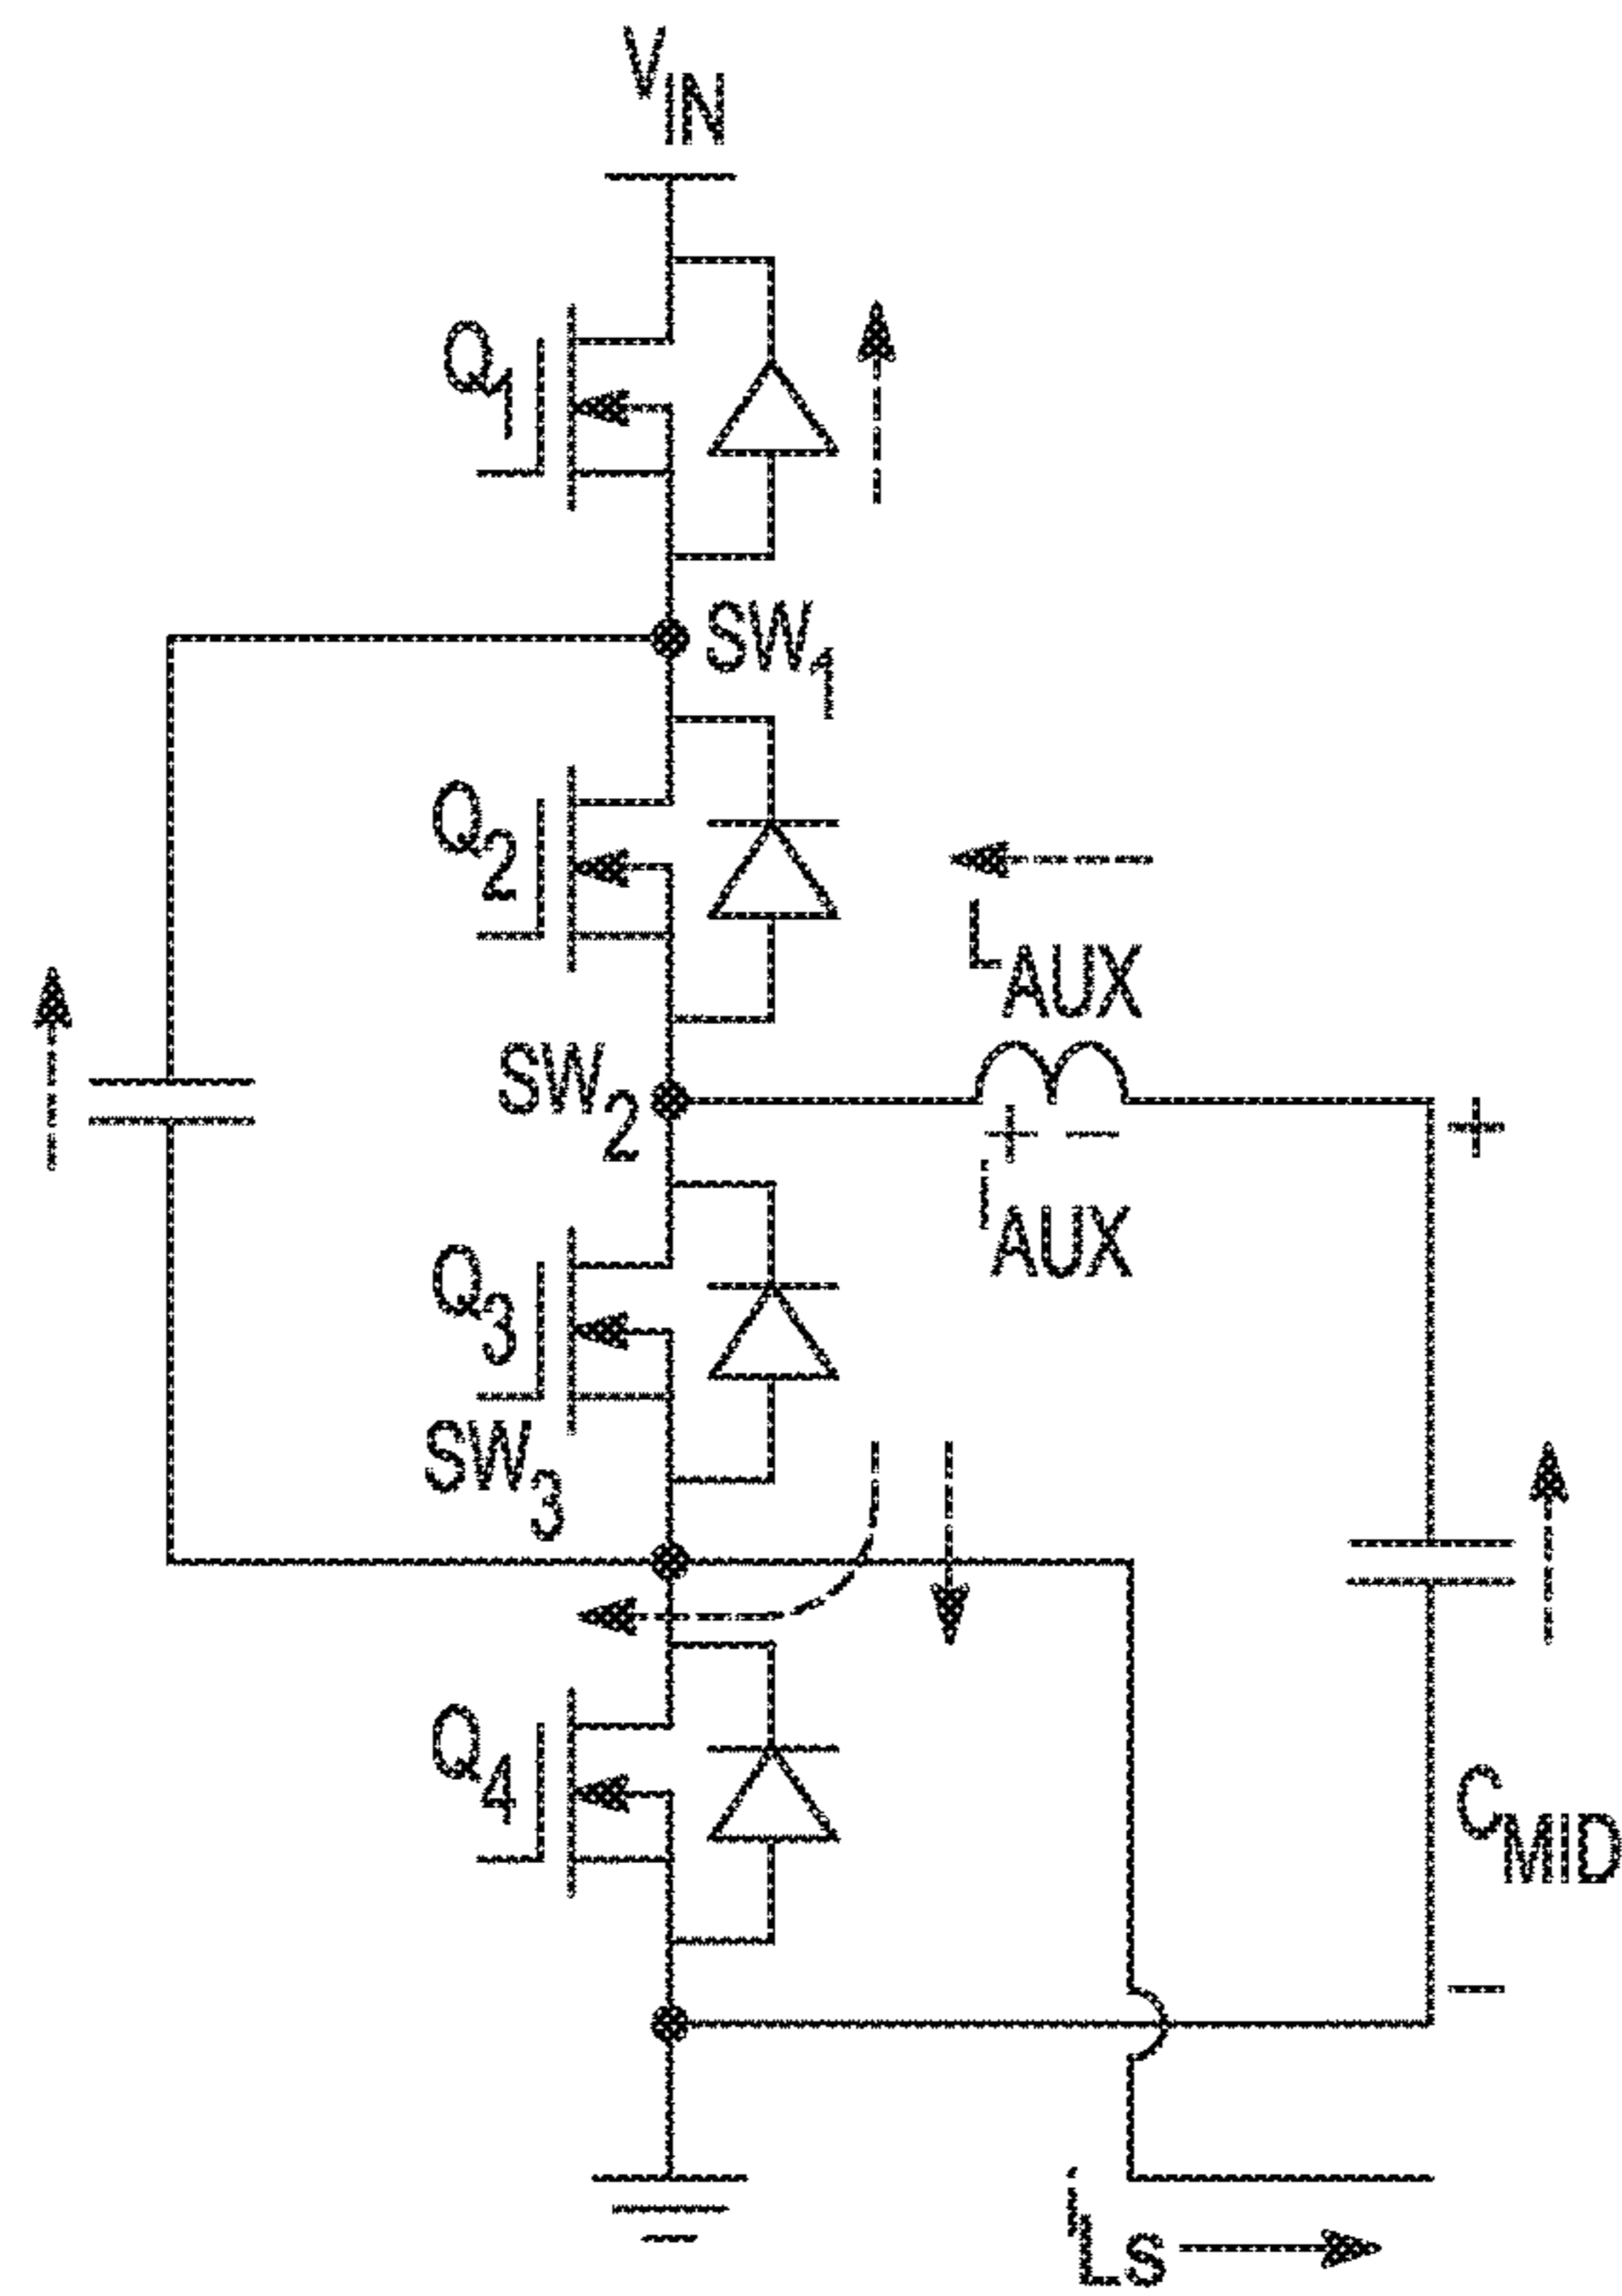 VIN
Q1
SW1
Q2
LAUX
SW2
+
+ -
iAUX
Q3
SW3
Q4
CMID
-
iLS